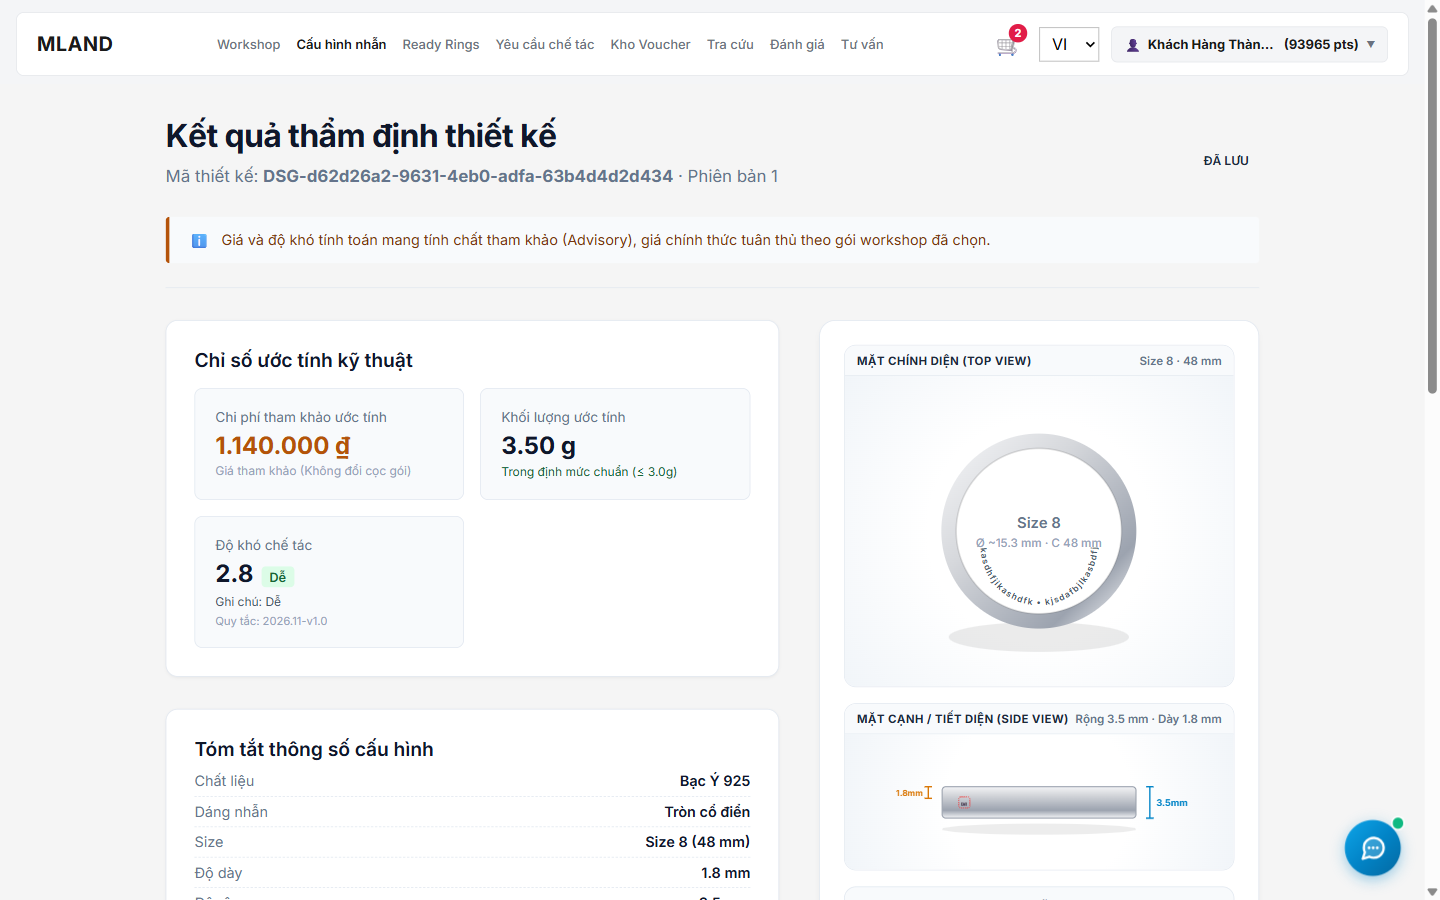 MLAND
Workshop
Cấu hình nhẫn
Ready Rings
Yêu cầu chế tác
Kho Voucher
Tra cứu
Đánh giá
Tư vấn
2
VI
Khách Hàng Thàn... (93965 pts)
Kết quả thẩm định thiết kế
Mã thiết kế: DSG-d62d26a2-9631-4eb0-adfa-63b4d4d2d434 · Phiên bản 1
ĐÃ LƯU
Giá và độ khó tính toán mang tính chất tham khảo (Advisory), giá chính thức tuân thủ theo gói workshop đã chọn.
Chỉ số ước tính kỹ thuật
Chi phí tham khảo ước tính
1.140.000 ₫
Giá tham khảo (Không đổi cọc gói)
Khối lượng ước tính
3.50 g
Trong định mức chuẩn (≤ 3.0g)
Độ khó chế tác
2.8 Dễ
Ghi chú: Dễ
Quy tắc: 2026.11-v1.0
Tóm tắt thông số cấu hình
Chất liệu Bạc Ý 925
Dáng nhẫn Tròn cổ điển
Size Size 8 (48 mm)
Độ dày 1.8 mm
MẶT CHÍNH DIỆN (TOP VIEW) Size 8 · 48 mm
Size 8
Ø ~15.3 mm · C 48 mm
MẶT CẠNH / TIẾT DIỆN (SIDE VIEW) Rộng 3.5 mm · Dày 1.8 mm
1.8mm
3.5mm